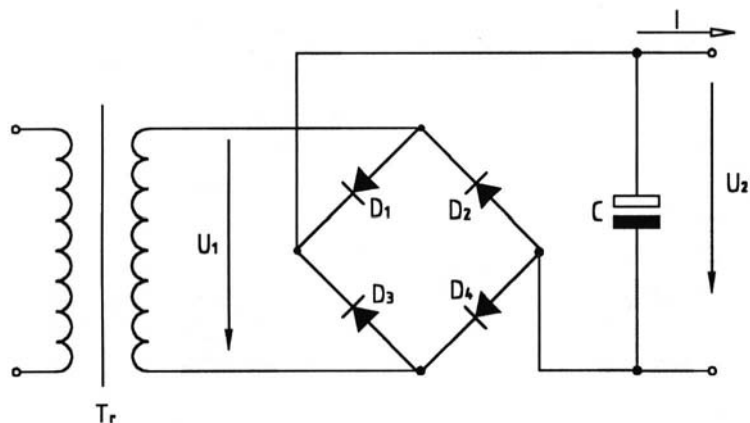 I
D₁
D₂
U₁
C
U₂
D₃
D₄
Tr